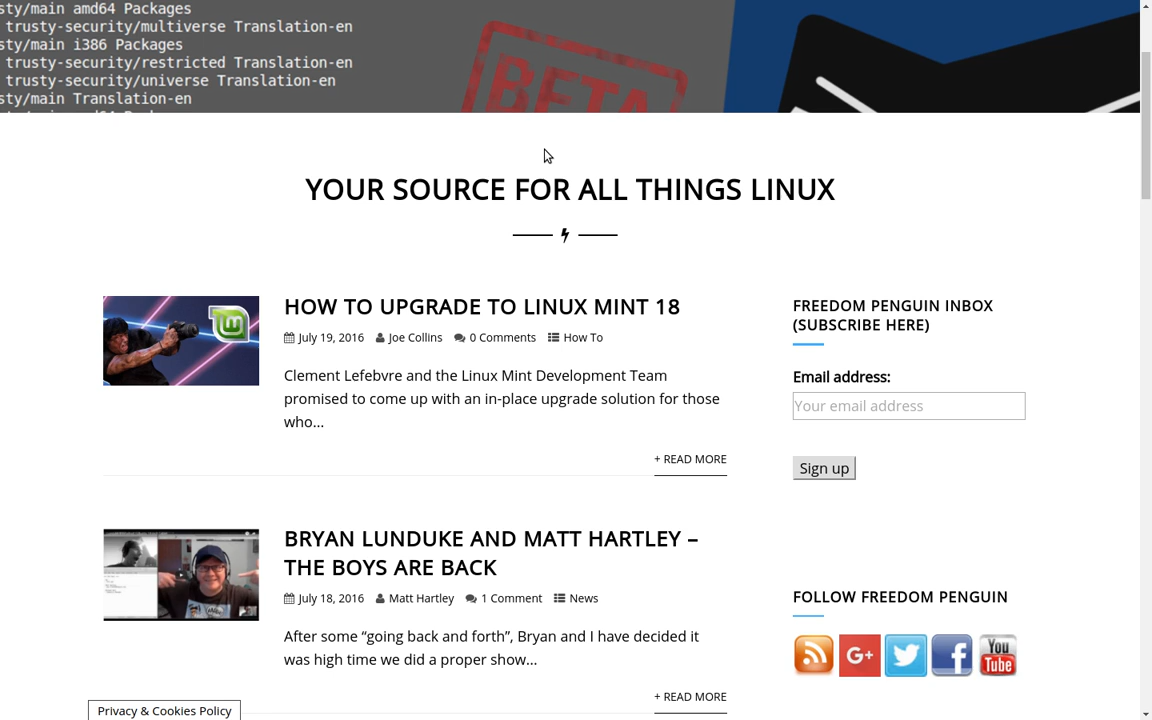 sty/main amd64 Packages
trusty-security/multiverse Translation-en
sty/main i386 Packages
trusty-security/restricted Translation-en
trusty-security/universe Translation-en
sty/main Translation-en
BETA
YOUR SOURCE FOR ALL THINGS LINUX
HOW TO UPGRADE TO LINUX MINT 18
July 19, 2016 Joe Collins 0 Comments How To
Clement Lefebvre and the Linux Mint Development Team
promised to come up with an in-place upgrade solution for those
who...
+ READ MORE
BRYAN LUNDUKE AND MATT HARTLEY –
THE BOYS ARE BACK
July 18, 2016 Matt Hartley 1 Comment News
After some “going back and forth”, Bryan and I have decided it
was high time we did a proper show...
+ READ MORE
Privacy & Cookies Policy
FREEDOM PENGUIN INBOX
(SUBSCRIBE HERE)
Email address:
Your email address
Sign up
FOLLOW FREEDOM PENGUIN
G+
f
You
Tube